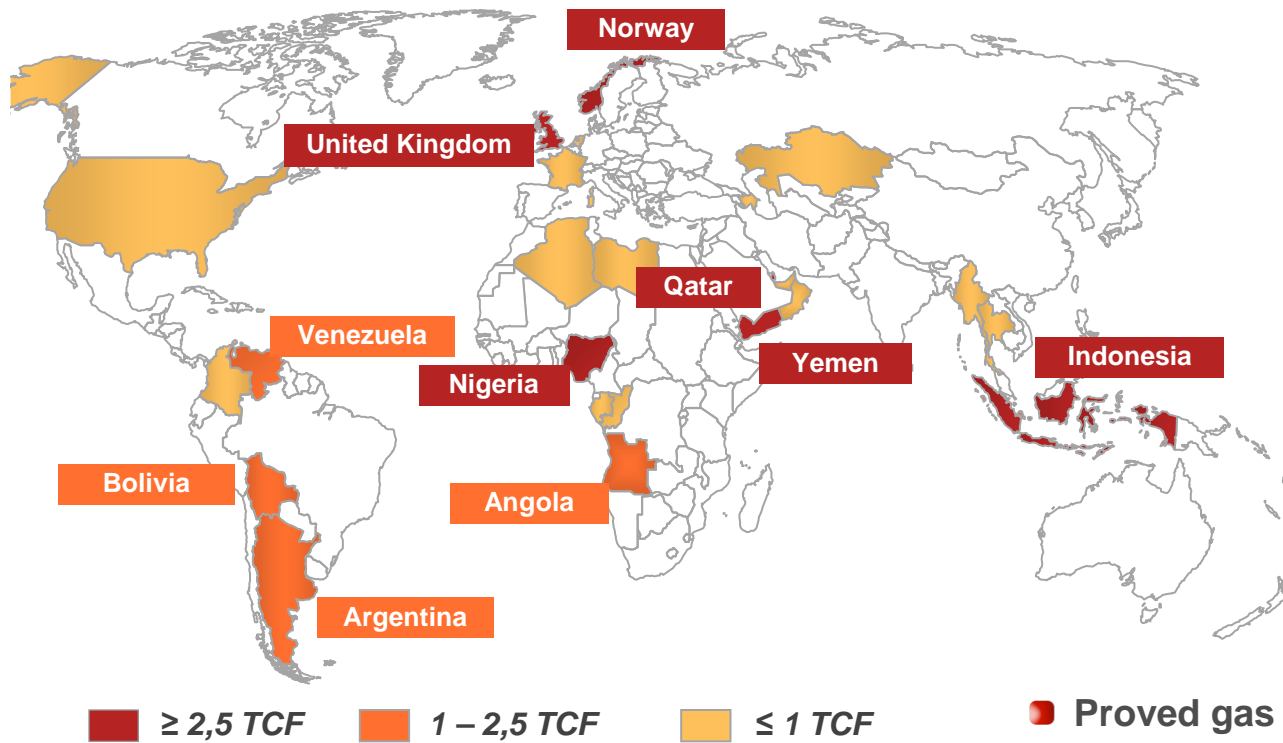 Norway
United Kingdom
Qatar
Venezuela
Yemen
Indonesia
Nigeria
Bolivia
Angola
Argentina
≥ 2,5 TCF
1 – 2,5 TCF
≤ 1 TCF
Proved gas